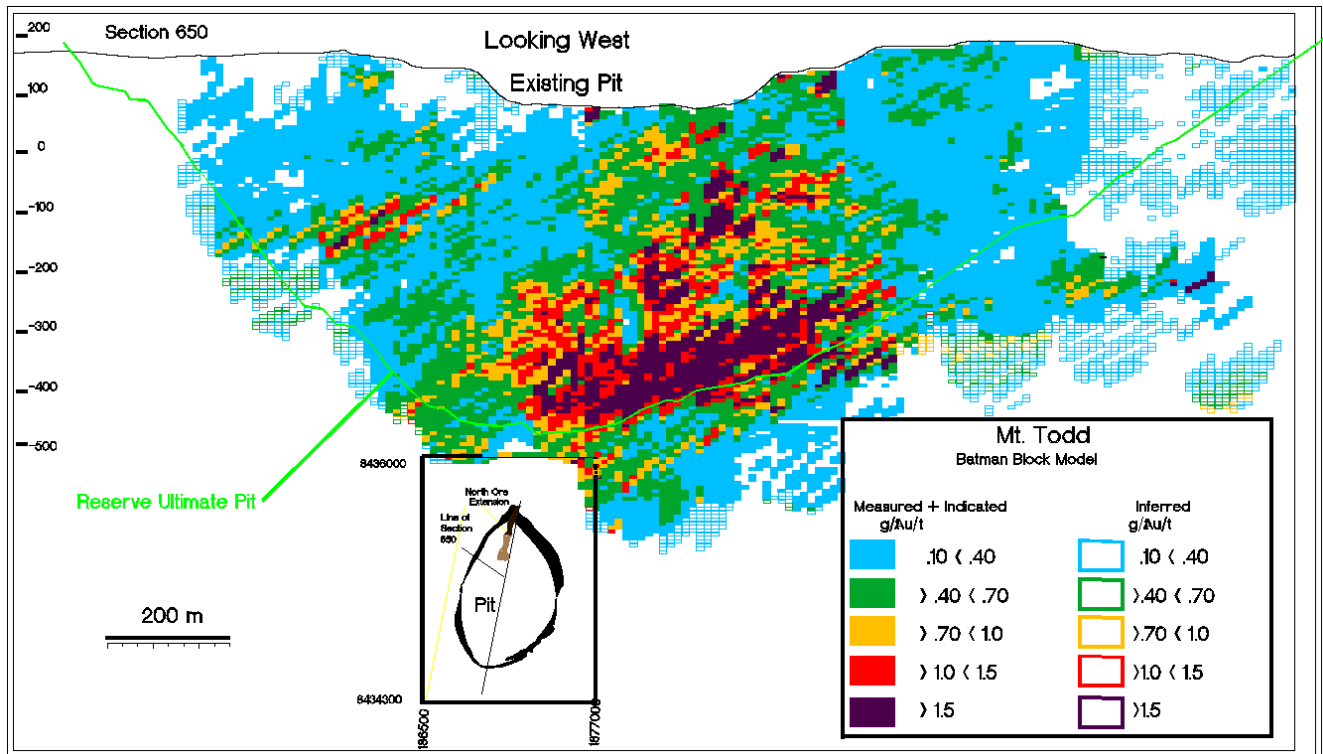 200
Section 650
Looking West
Existing Pit
100
0
-100
-200
-300
-400
-500
Reserve Ultimate Pit
200 m
8436000
North Ore
Extension
Line of
Section
650
Pit
8434300
186500
1877000
Mt. Todd
Batman Block Model
Measured + Indicated
g/Au/t
.10 < .40
> .40 < .70
> .70 < 1.0
> 1.0 < 1.5
> 1.5
Inferred
g/Au/t
.10 < .40
>.40 < .70
>.70 < 1.0
>1.0 < 1.5
>1.5